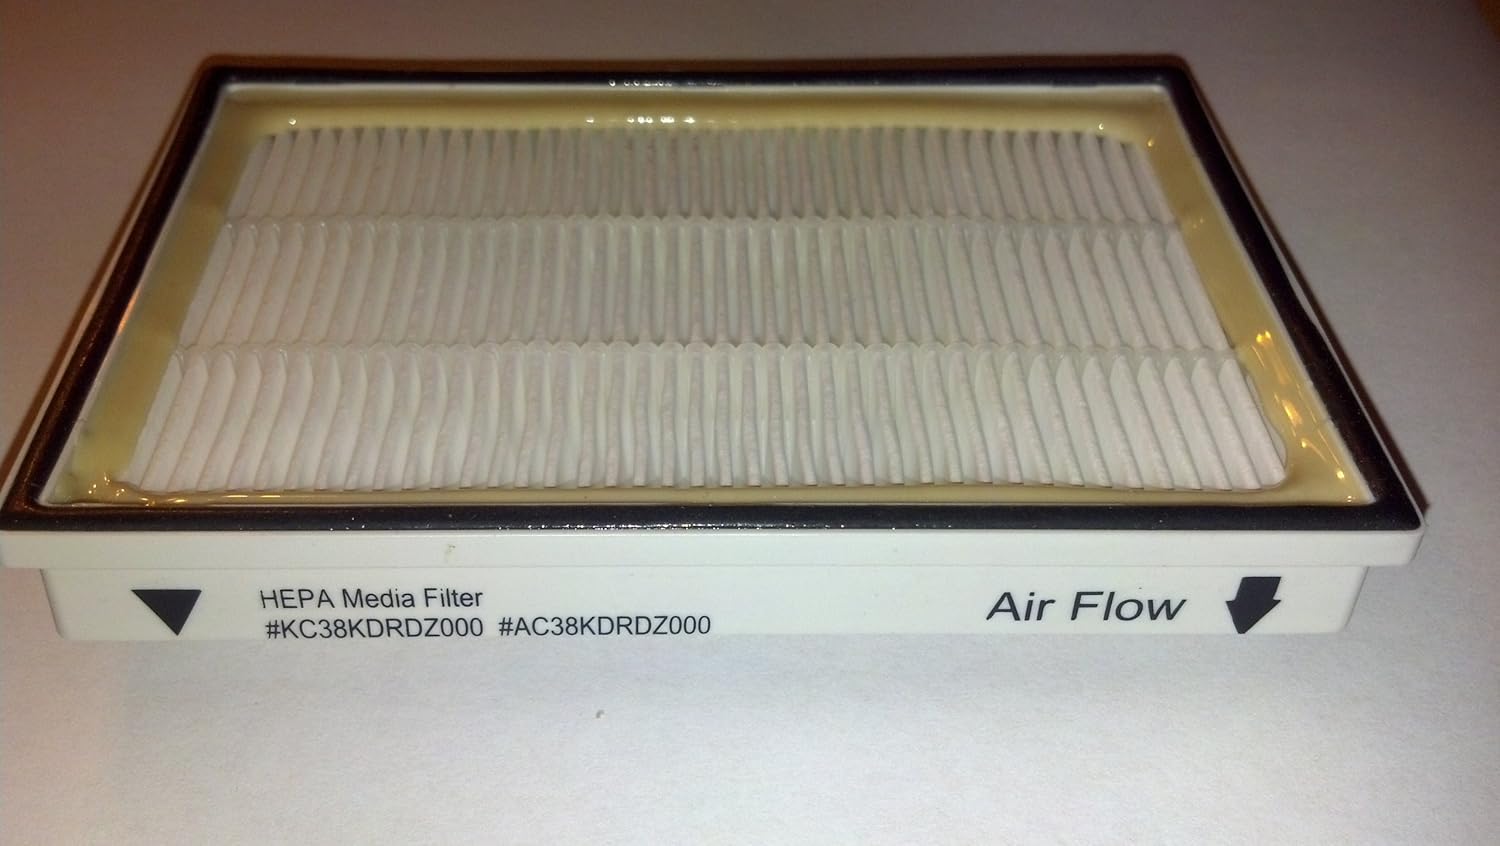 HEPA Media Filter
#KC38KDRDZ000 #AC38KDRDZ000
Air Flow